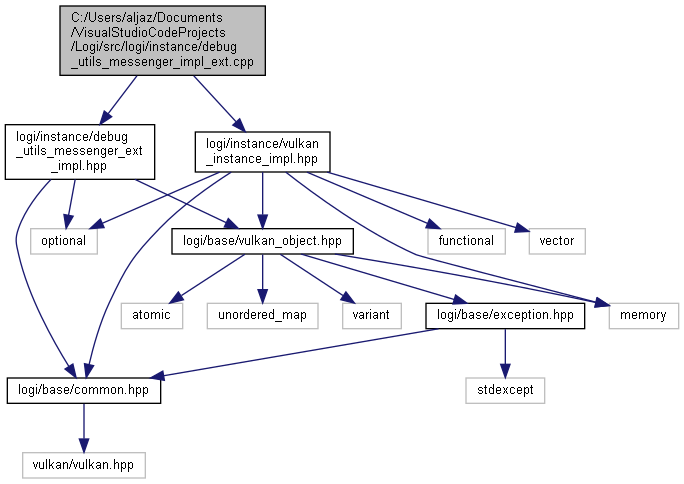 C:/Users/aljaz/Documents
/VisualStudioCodeProjects
/Logi/src/logi/instance/debug
_utils_messenger_impl_ext.cpp
logi/instance/debug
_utils_messenger_ext
_impl.hpp
logi/instance/vulkan
_instance_impl.hpp
optional
logi/base/vulkan_object.hpp
functional
vector
atomic
unordered_map
variant
logi/base/exception.hpp
memory
logi/base/common.hpp
stdexcept
vulkan/vulkan.hpp